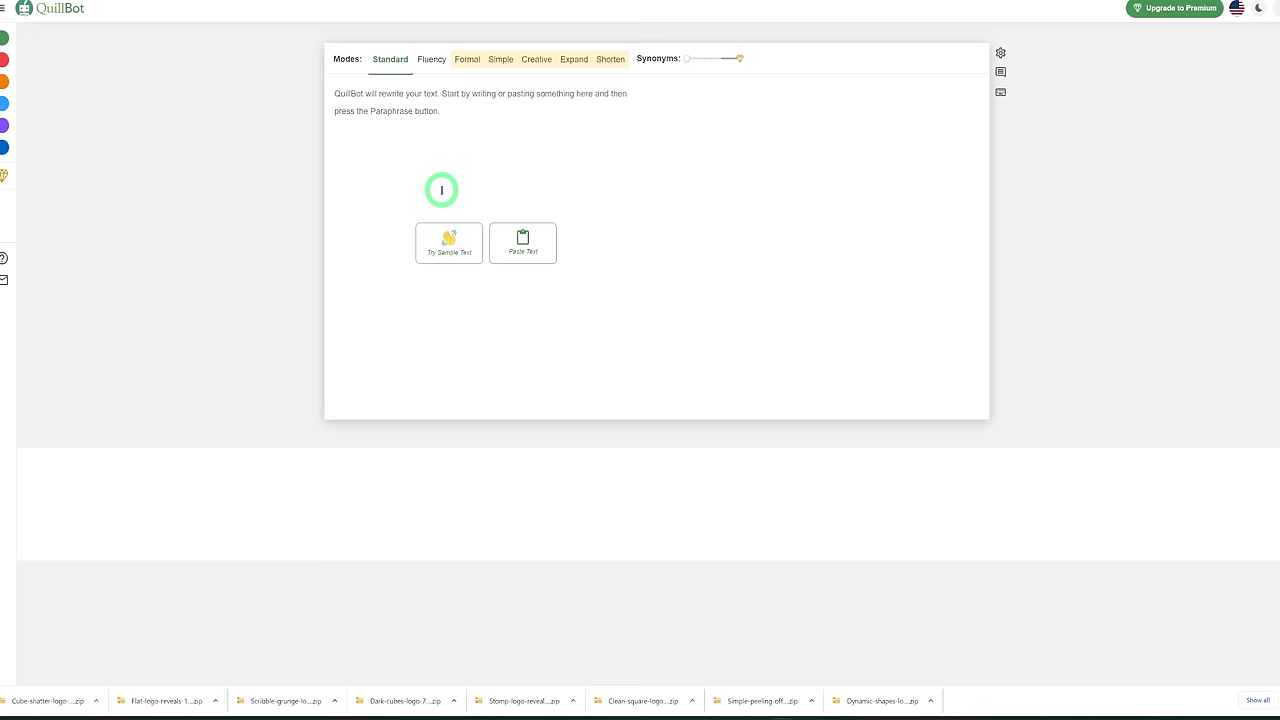 QuillBot
Upgrade to Premium
Modes: Standard Fluency Formal Simple Creative Expand Shorten Synonyms:
QuillBot will rewrite your text. Start by writing or pasting something here and then
press the Paraphrase button.
Try Sample Text Paste Text
Cube-shatter-logo-....zip Flat-logo-reveals-1....zip Scribble-grunge-lo....zip Dark-cubes-logo-7....zip Stomp-logo-reveal....zip Clean-square-logo....zip Simple-peeling-off....zip Dynamic-shapes-lo....zip Show all